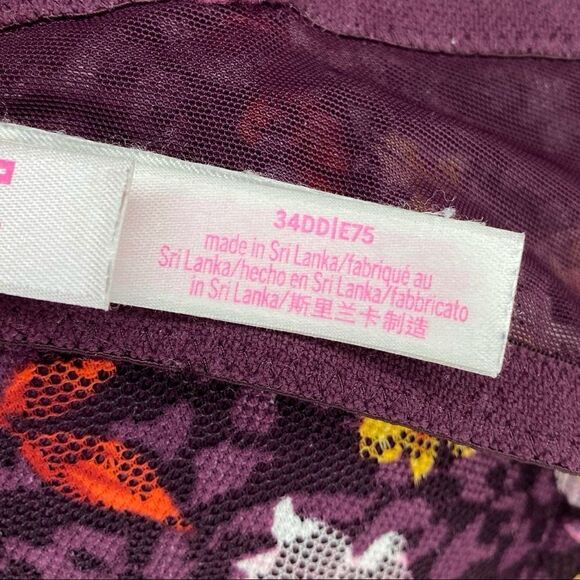 34DD|E75
made in Sri Lanka/fabriqué au
Sri Lanka/hecho en Sri Lanka/fabbricato
in Sri Lanka/斯里兰卡制造